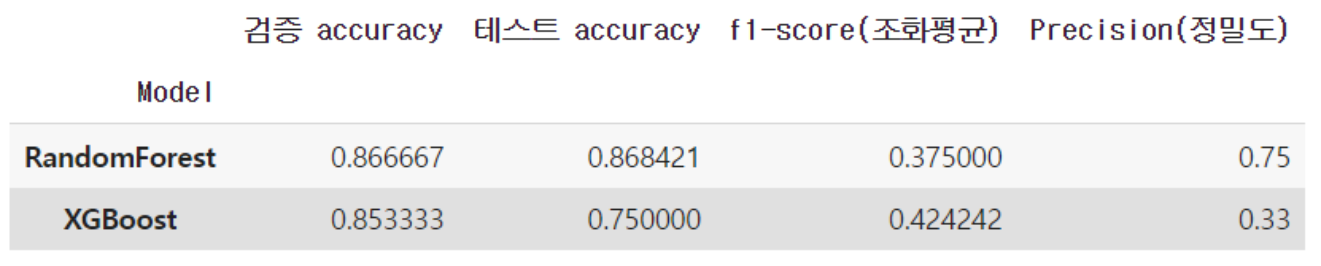 검증 accuracy 테스트 accuracy f1-score(조화평균) Precision(정밀도)
Model
RandomForest 0.866667 0.868421 0.375000 0.75
XGBoost 0.853333 0.750000 0.424242 0.33